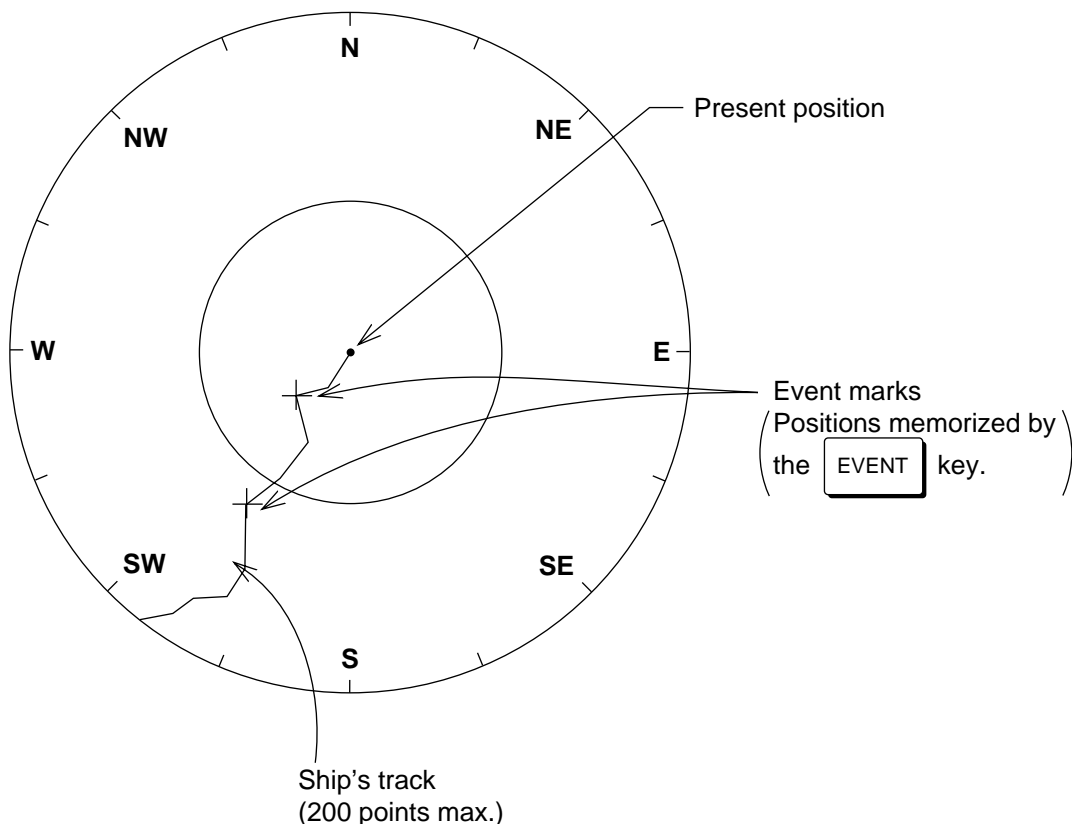 N
Present position
NE
NW
W
E
Event marks
(Positions memorized by
the EVENT key.)
SW
SE
S
Ship's track
(200 points max.)